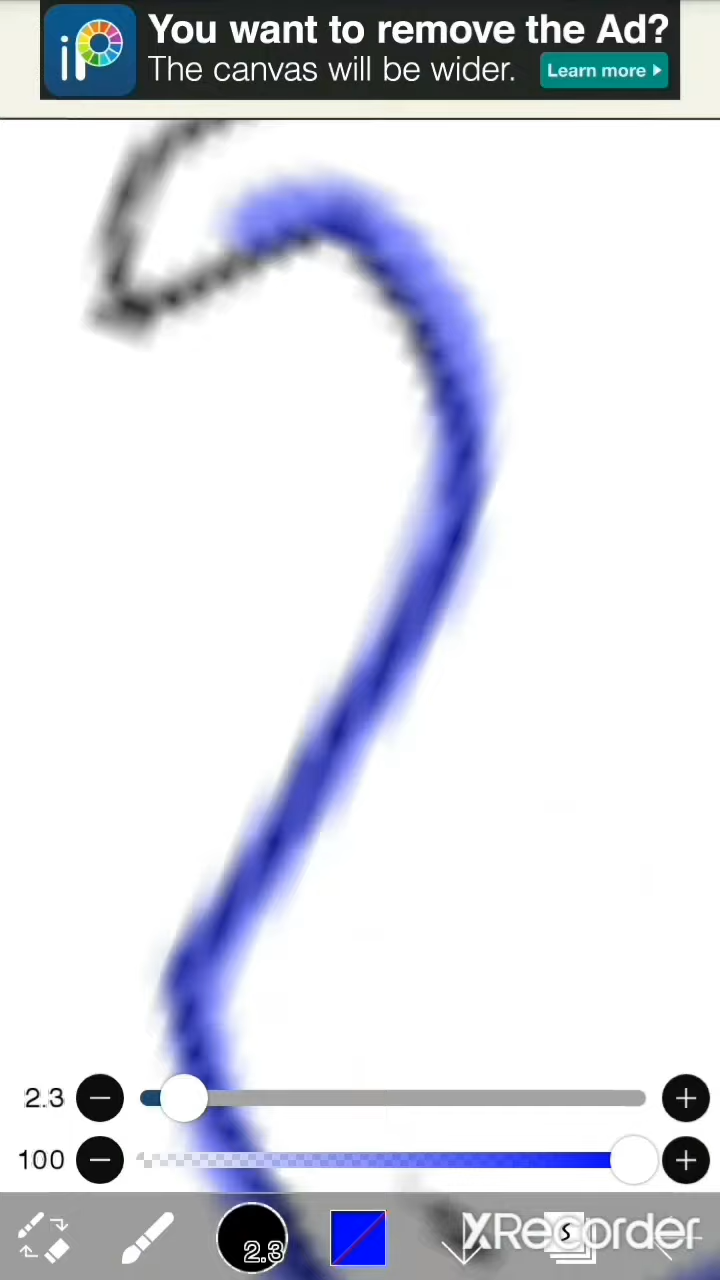 iP
You want to remove the Ad?
The canvas will be wider.
Learn more
2.3
100
2.3
S
XRecorder